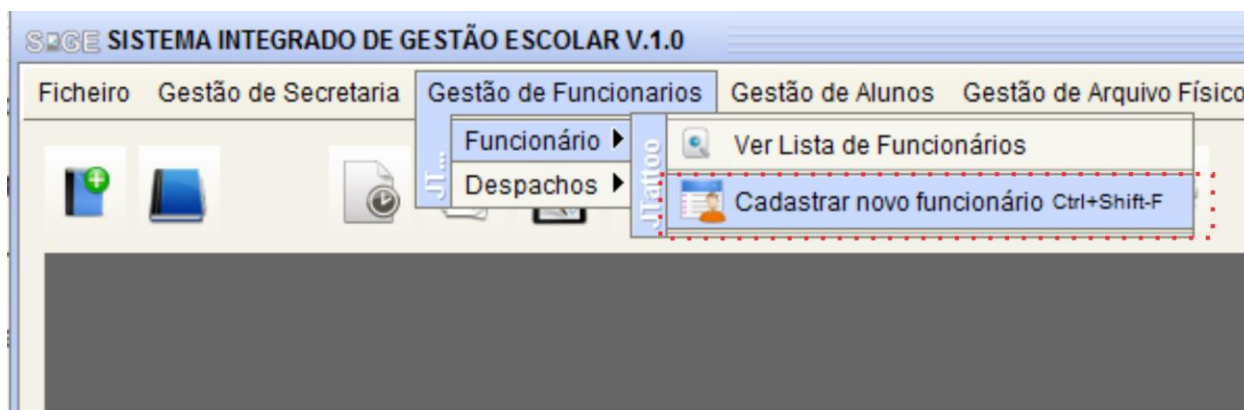 SIGE SISTEMA INTEGRADO DE GESTÃO ESCOLAR V.1.0
Ficheiro Gestão de Secretaria Gestão de Funcionarios Gestão de Alunos Gestão de Arquivo Físico
JT...
Funcionário
Despachos
JTattoo
Ver Lista de Funcionários
Cadastrar novo funcionário Ctrl+Shift-F